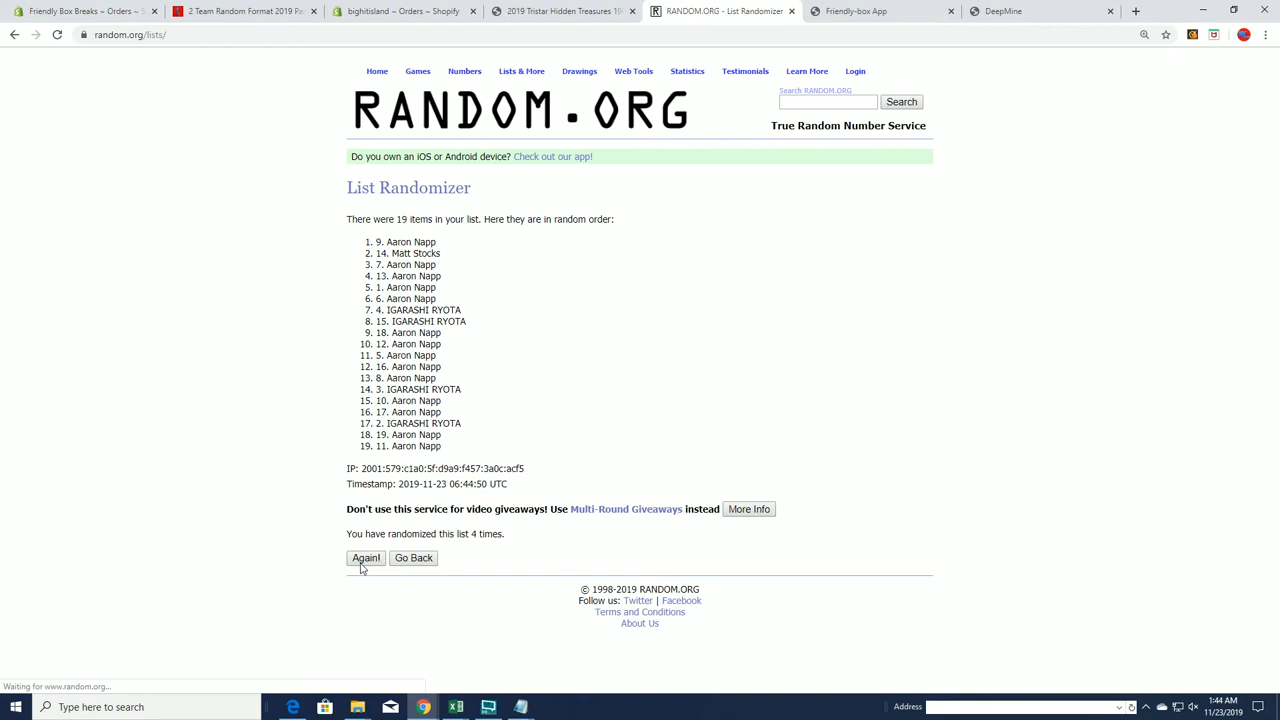 Friendly Box Breaks ~ Orders ~ S
2 Team Random Format 2019 Pa
bighitisland ~ Orders ~ Shopify
Friendly Box Breaks ~ Orders ~ S
2019 Topps Tristar Hidden Treasures 19
RANDOM.ORG - List Randomizer
Friendly-box App
DeepMine
random.org/lists/
Home Games Numbers Lists & More Drawings Web Tools Statistics Testimonials Learn More Login
Search RANDOM.ORG
RANDOM.ORG
Search
True Random Number Service
Do you own an iOS or Android device? Check out our app!
List Randomizer
There were 19 items in your list. Here they are in random order:
1. 9. Aaron Napp
2. 14. Matt Stocks
3. 7. Aaron Napp
4. 13. Aaron Napp
5. 1. Aaron Napp
6. 6. Aaron Napp
7. 4. IGARASHI RYOTA
8. 15. IGARASHI RYOTA
9. 18. Aaron Napp
10. 12. Aaron Napp
11. 5. Aaron Napp
12. 16. Aaron Napp
13. 8. Aaron Napp
14. 3. IGARASHI RYOTA
15. 10. Aaron Napp
16. 17. Aaron Napp
17. 2. IGARASHI RYOTA
18. 19. Aaron Napp
19. 11. Aaron Napp
IP: 2001:579:c1a0:5f:d9a9:f457:3a0c:acf5
Timestamp: 2019-11-23 06:44:50 UTC
Don't use this service for video giveaways! Use Multi-Round Giveaways instead More Info
You have randomized this list 4 times.
Again! Go Back
© 1998-2019 RANDOM.ORG
Follow us: Twitter | Facebook
Terms and Conditions
About Us
Waiting for www.random.org...
Type here to search
Address
1:44 AM
11/23/2019